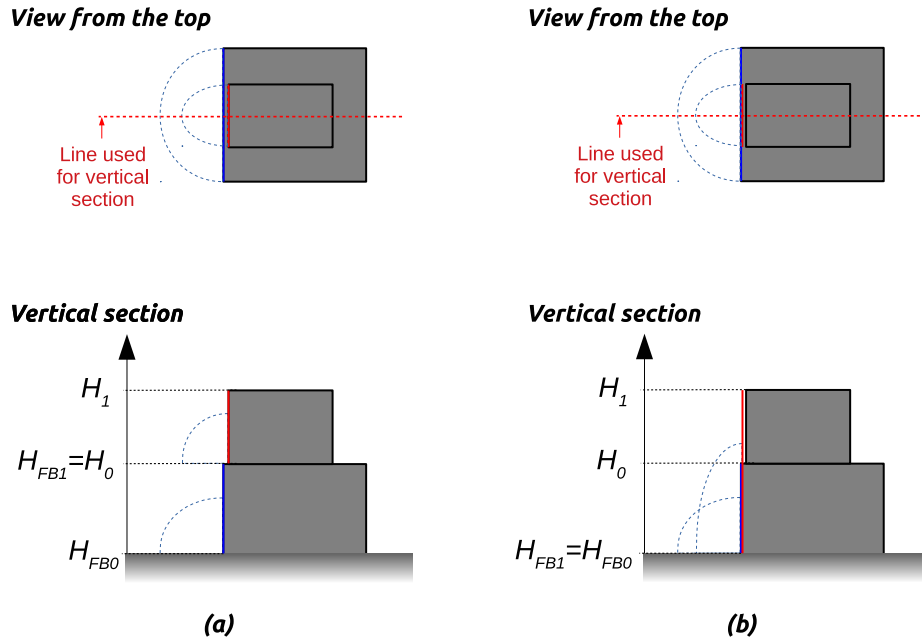 View from the top
Line used
for vertical
section
Vertical section
H1
HFB1=H0
HFB0
(a)
View from the top
Line used
for vertical
section
Vertical section
H1
H0
HFB1=HFB0
(b)